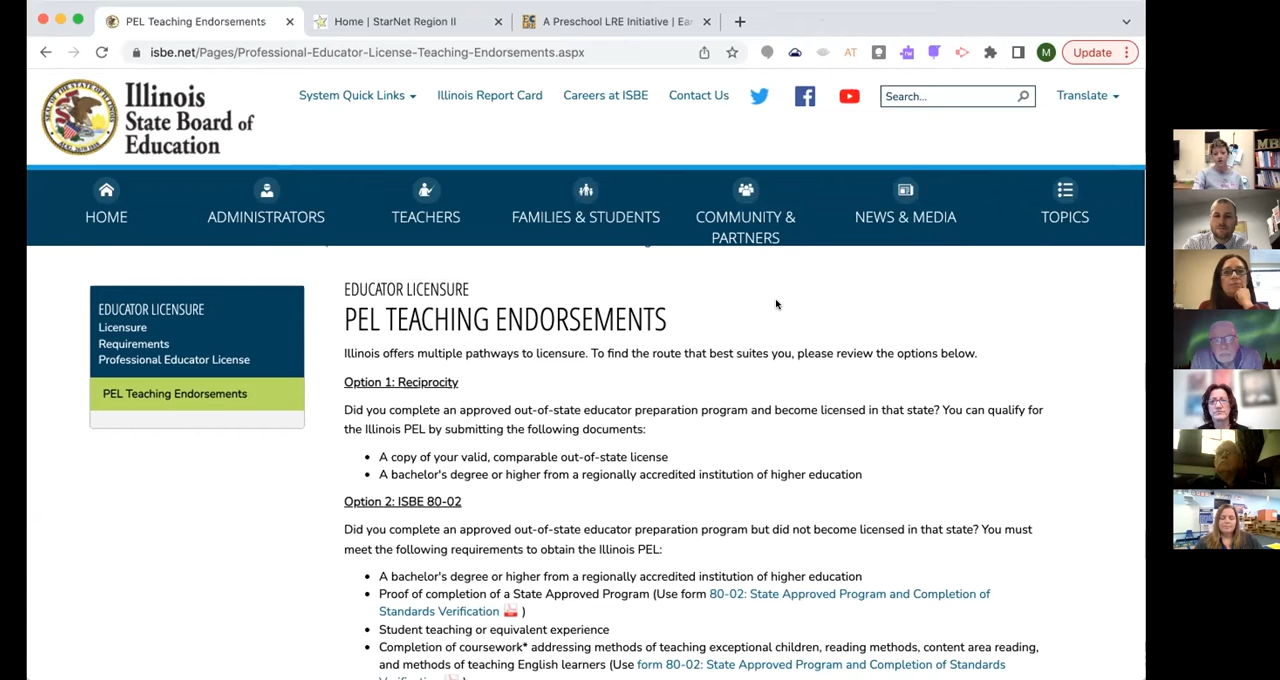 PEL Teaching Endorsements
Home | StarNet Region II
A Preschool LRE Initiative | Ea
isbe.net/Pages/Professional-Educator-License-Teaching-Endorsements.aspx
AT
M
Update
Illinois
State Board of
Education
System Quick Links
Illinois Report Card
Careers at ISBE
Contact Us
Search...
Translate
HOME
ADMINISTRATORS
TEACHERS
FAMILIES & STUDENTS
COMMUNITY &
PARTNERS
NEWS & MEDIA
TOPICS
EDUCATOR LICENSURE
Licensure
Requirements
Professional Educator License
PEL Teaching Endorsements
EDUCATOR LICENSURE
PEL TEACHING ENDORSEMENTS
Illinois offers multiple pathways to licensure. To find the route that best suites you, please review the options below.
Option 1: Reciprocity
Did you complete an approved out-of-state educator preparation program and become licensed in that state? You can qualify for
the Illinois PEL by submitting the following documents:
• A copy of your valid, comparable out-of-state license
• A bachelor's degree or higher from a regionally accredited institution of higher education
Option 2: ISBE 80-02
Did you complete an approved out-of-state educator preparation program but did not become licensed in that state? You must
meet the following requirements to obtain the Illinois PEL:
• A bachelor's degree or higher from a regionally accredited institution of higher education
• Proof of completion of a State Approved Program (Use form 80-02: State Approved Program and Completion of
Standards Verification )
• Student teaching or equivalent experience
• Completion of coursework* addressing methods of teaching exceptional children, reading methods, content area reading,
and methods of teaching English learners (Use form 80-02: State Approved Program and Completion of Standards